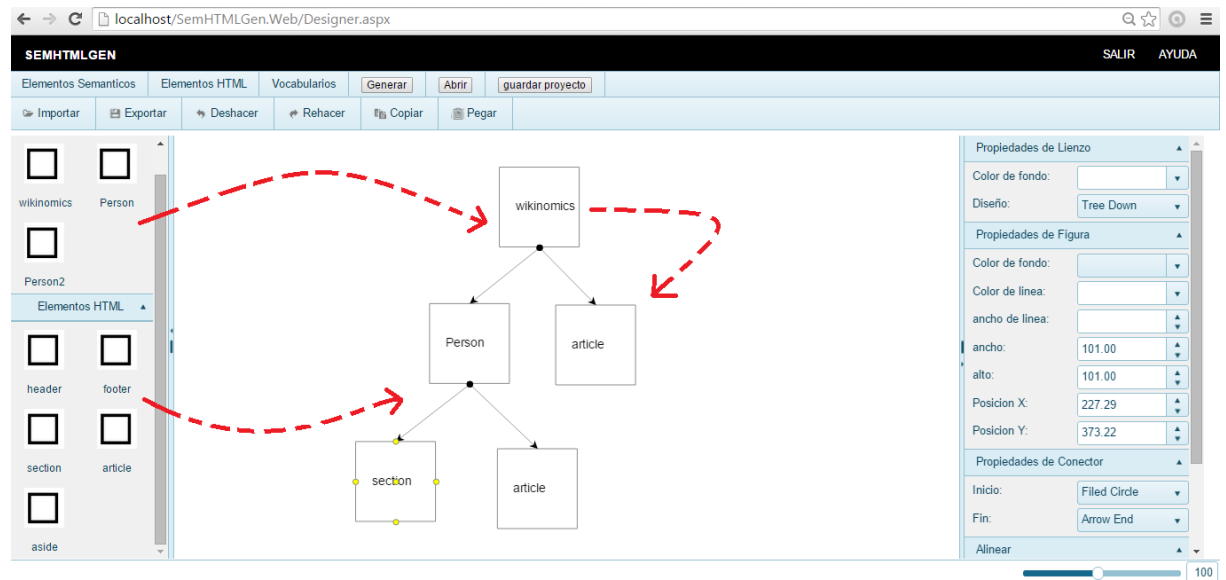 localhost/SemHTMLGen.Web/Designer.aspx
SEMHTMLGEN SALIR AYUDA
Elementos Semanticos Elementos HTML Vocabularios Generar Abrir guardar proyecto
Importar Exportar Deshacer Rehacer Copiar Pegar
wikinomics Person
Person2
Elementos HTML
header footer
section article
aside
wikinomics
Person article
section article
Propiedades de Lienzo
Color de fondo:
Diseño: Tree Down
Propiedades de Figura
Color de fondo:
Color de linea:
ancho de linea:
ancho: 101.00
alto: 101.00
Posicion X: 227.29
Posicion Y: 373.22
Propiedades de Conector
Inicio: Filed Circle
Fin: Arrow End
Alinear
100